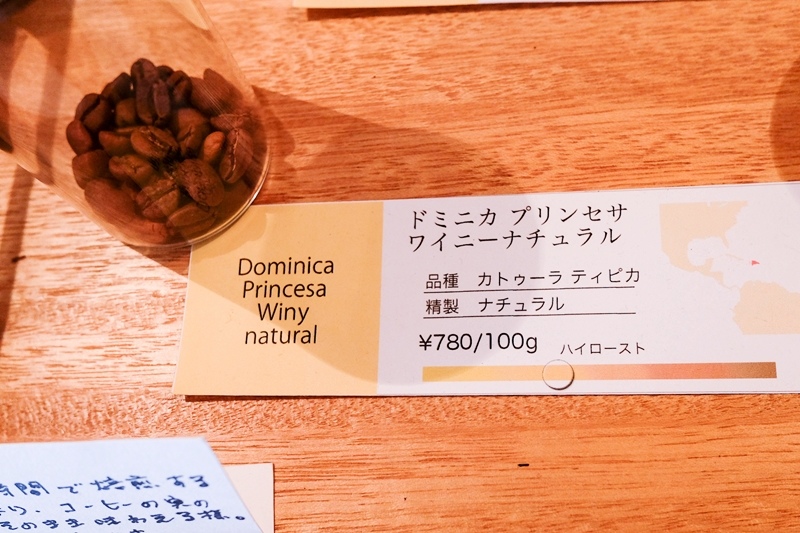 Dominica
Princesa
Winy
natural
ドミニカ プリンセサ
ワイニーナチュラル
品種 カトゥーラ ティピカ
精製 ナチュラル
¥780/100g ハイロースト
時間で焙煎する
り、コーヒーの実の
そのまま味わえる様。